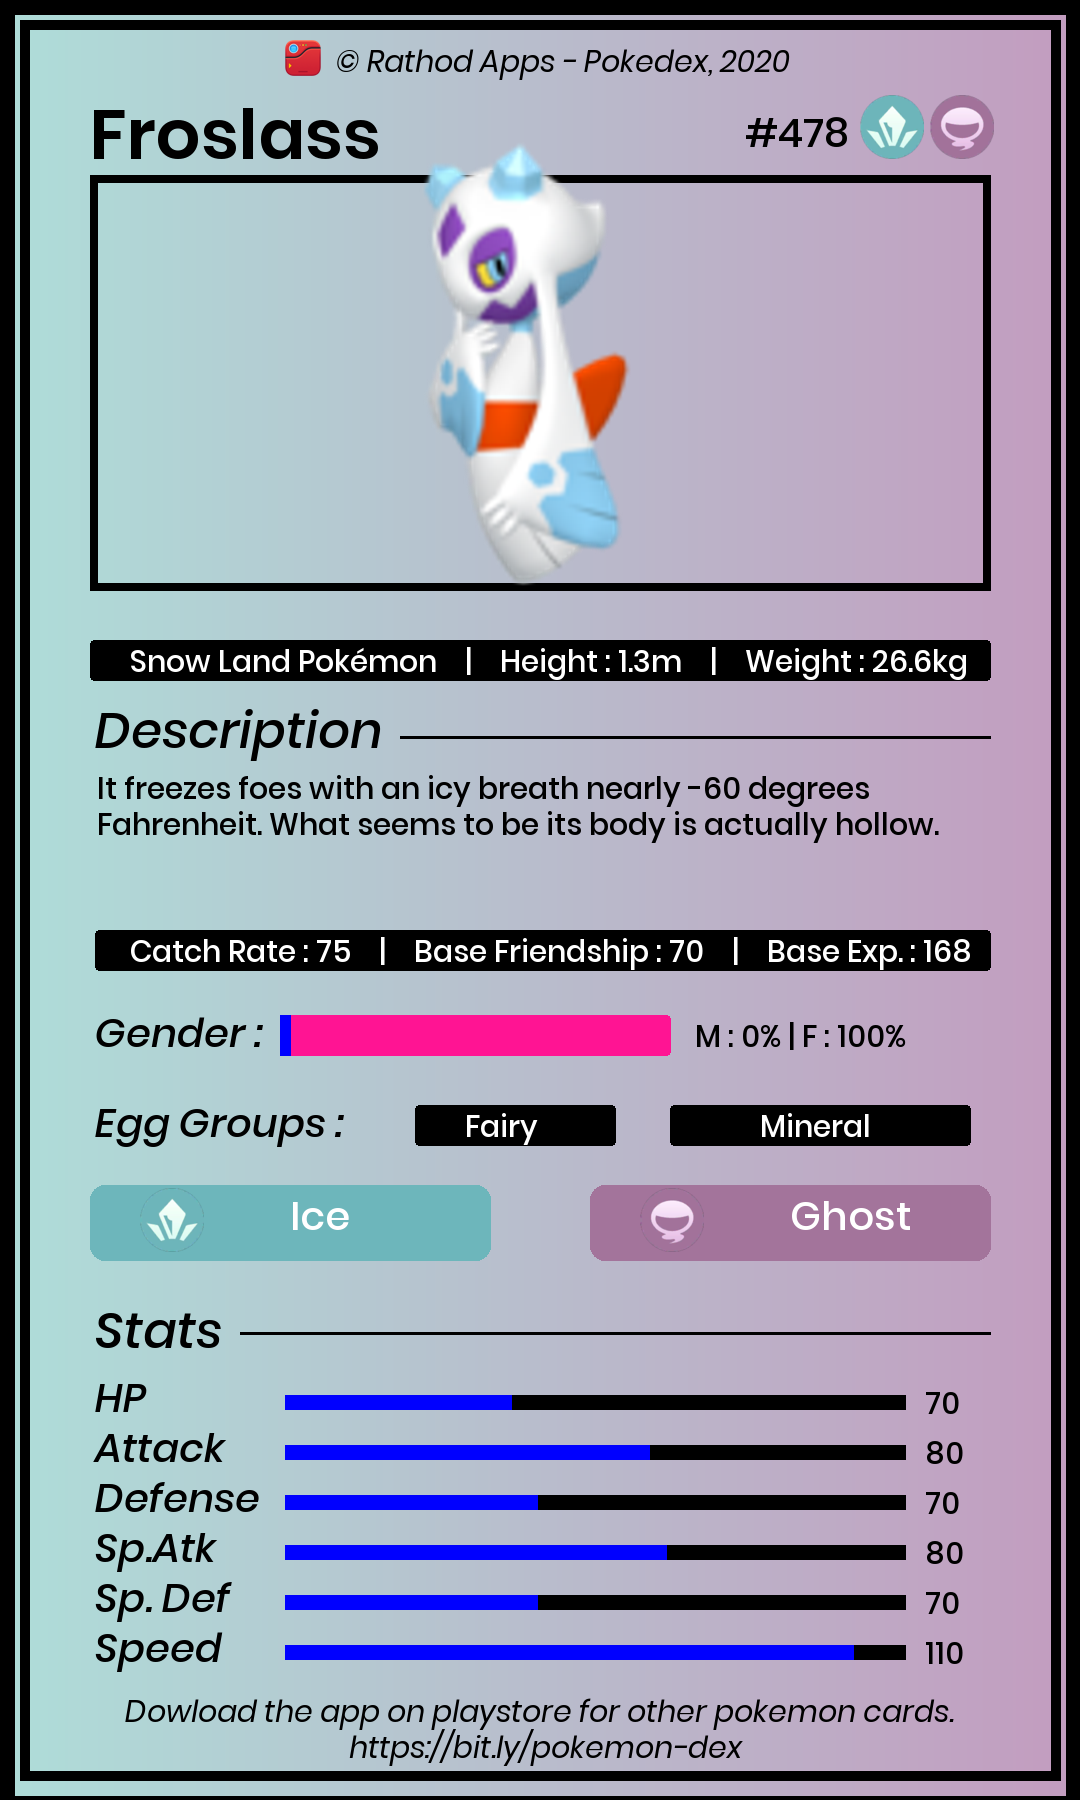 © Rathod Apps - Pokedex, 2020
Froslass
#478
Snow Land Pokémon | Height : 1.3m | Weight : 26.6kg
Description
It freezes foes with an icy breath nearly -60 degrees
Fahrenheit. What seems to be its body is actually hollow.
Catch Rate : 75 | Base Friendship : 70 | Base Exp. : 168
Gender : M : 0% | F : 100%
Egg Groups : Fairy Mineral
Ice Ghost
Stats
HP 70
Attack 80
Defense 70
Sp.Atk 80
Sp. Def 70
Speed 110
Dowload the app on playstore for other pokemon cards.
https://bit.ly/pokemon-dex